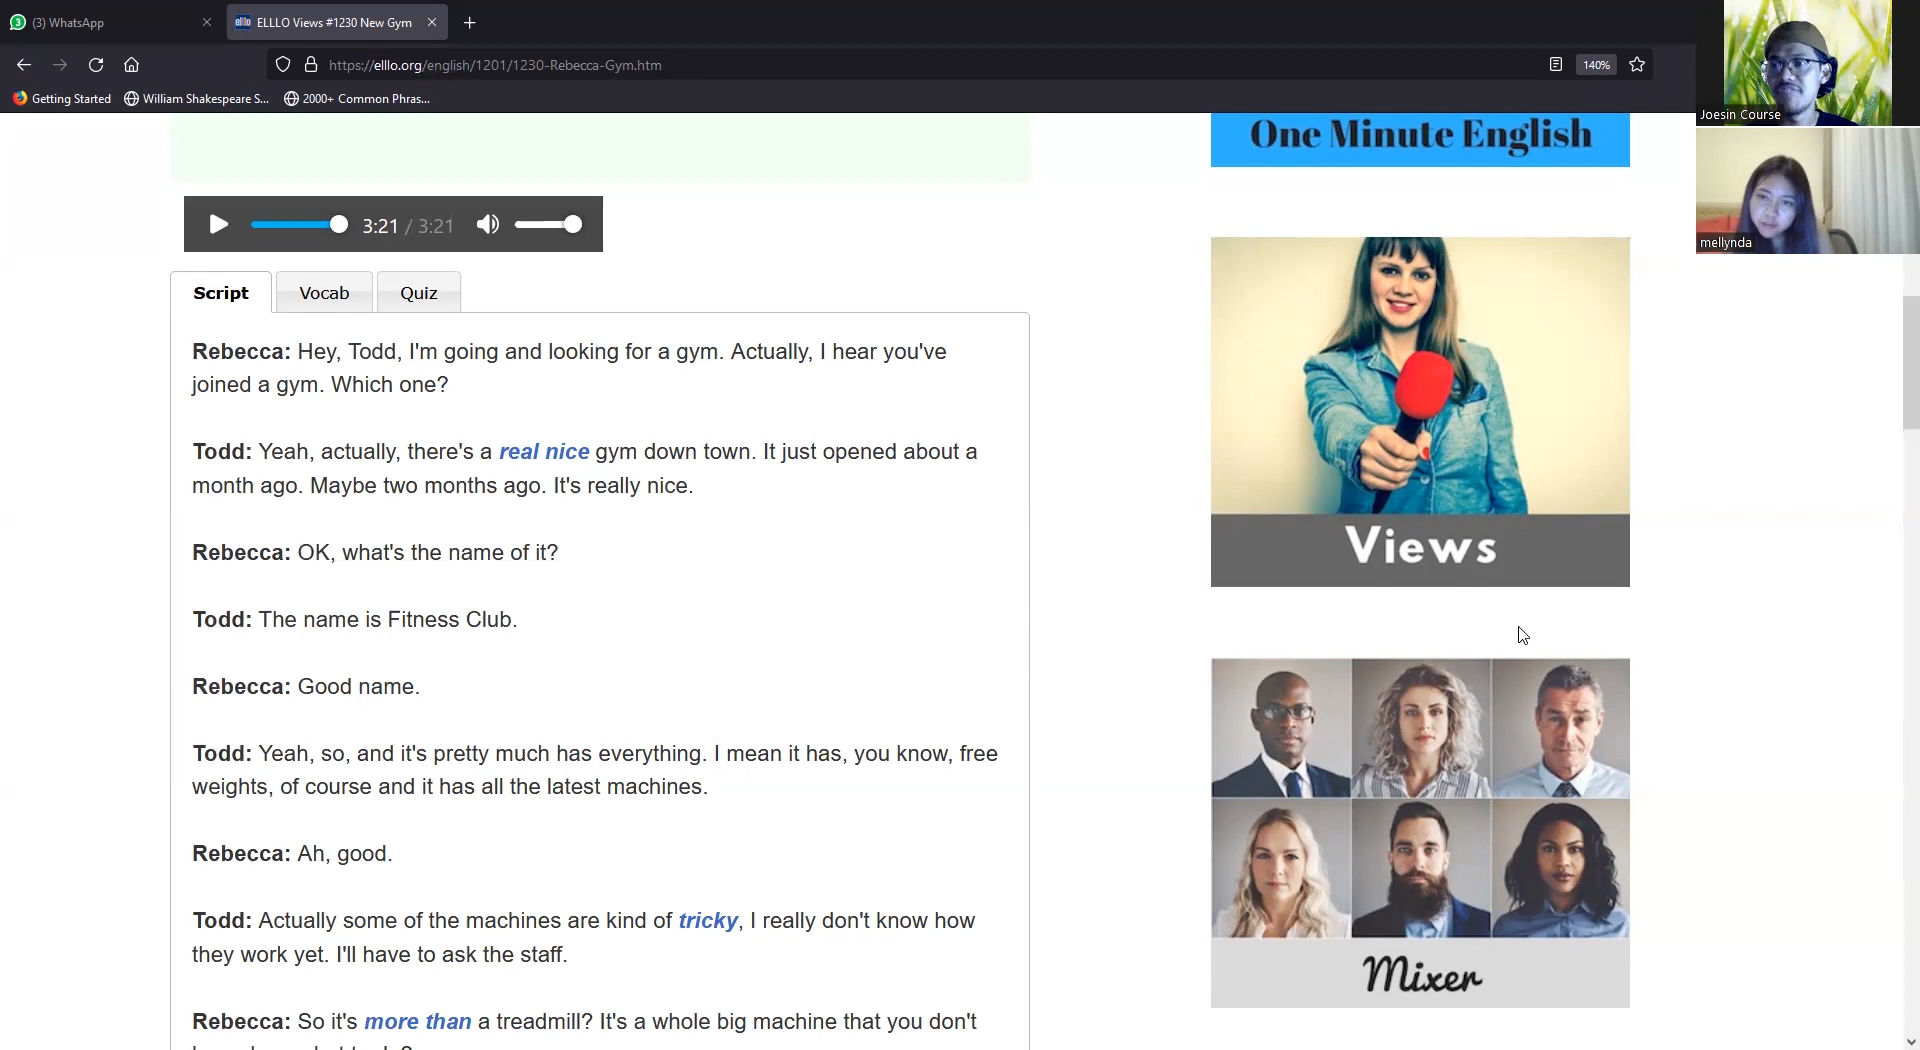 (3) WhatsApp
ELLLO Views #1230 New Gym
https://elllo.org/english/1201/1230-Rebecca-Gym.htm
140%
Getting Started
William Shakespeare S...
2000+ Common Phras...
Joesin Course
mellynda
One Minute English
3:21 / 3:21
Script
Vocab
Quiz
Rebecca: Hey, Todd, I'm going and looking for a gym. Actually, I hear you've
joined a gym. Which one?
Todd: Yeah, actually, there's a real nice gym down town. It just opened about a
month ago. Maybe two months ago. It's really nice.
Rebecca: OK, what's the name of it?
Todd: The name is Fitness Club.
Rebecca: Good name.
Todd: Yeah, so, and it's pretty much has everything. I mean it has, you know, free
weights, of course and it has all the latest machines.
Rebecca: Ah, good.
Todd: Actually some of the machines are kind of tricky, I really don't know how
they work yet. I'll have to ask the staff.
Rebecca: So it's more than a treadmill? It's a whole big machine that you don't
Views
Mixer